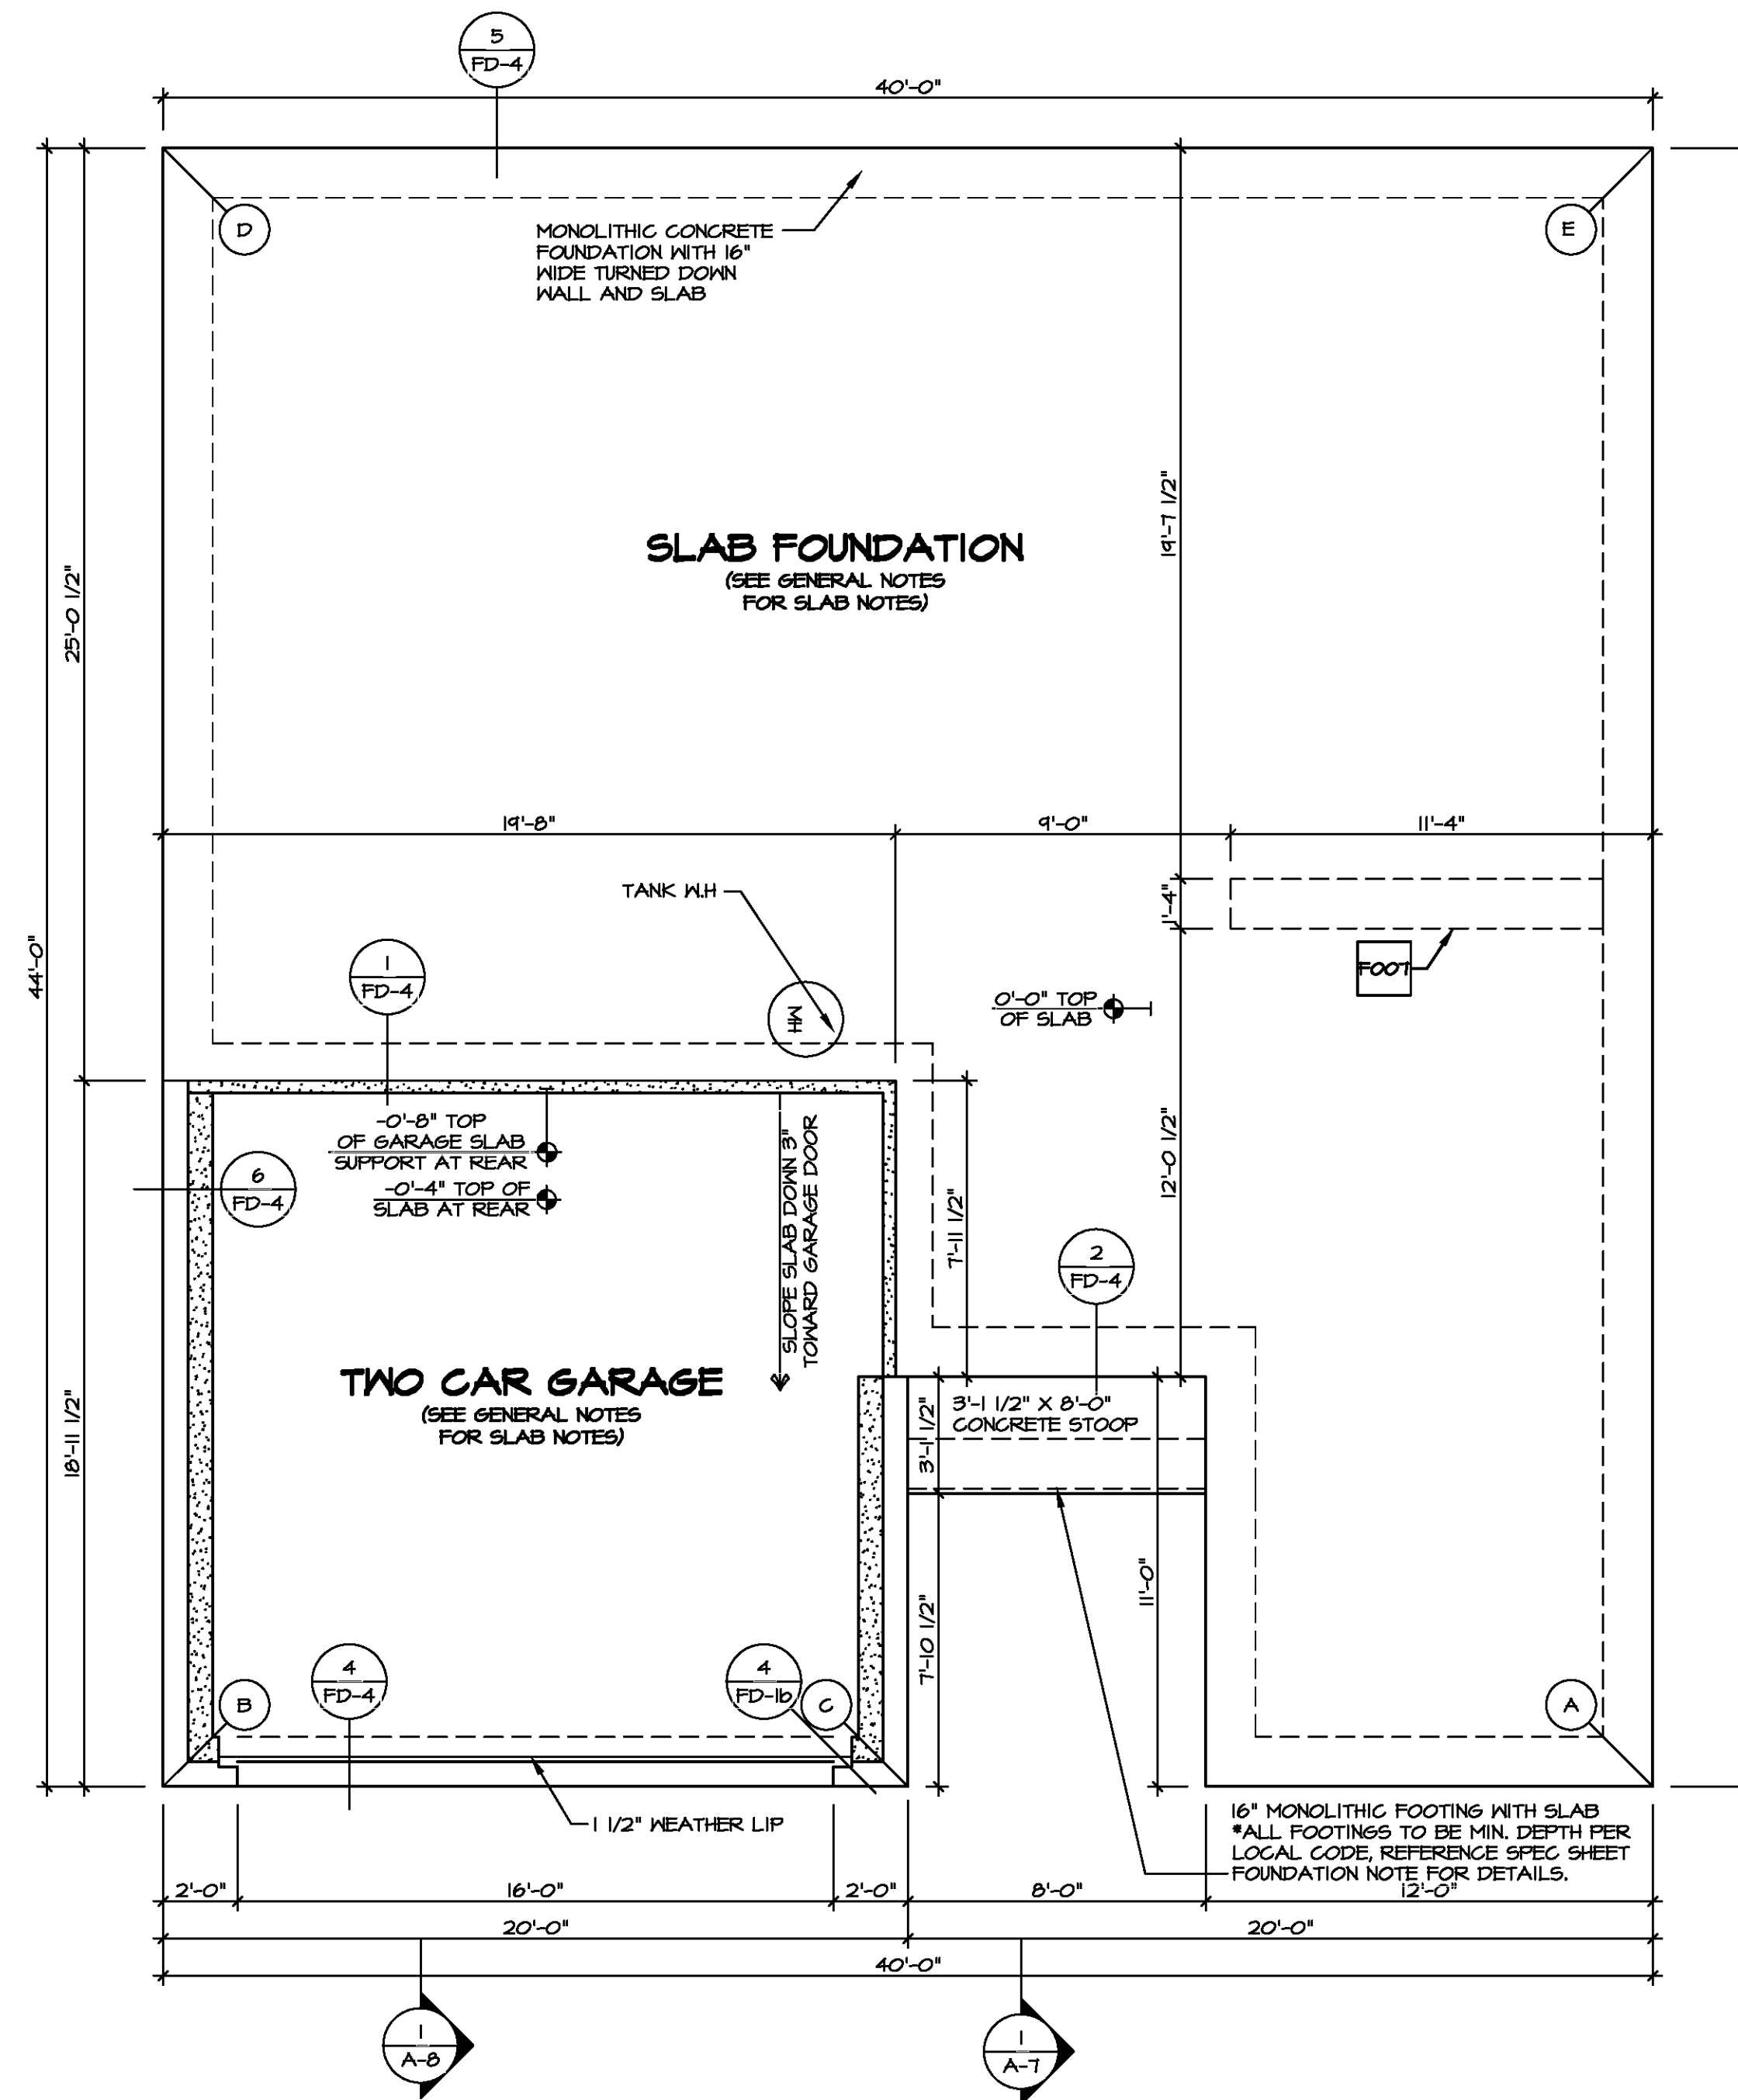 5
FD-4
40'-0"
D
MONOLITHIC CONCRETE
FOUNDATION WITH 16"
WIDE TURNED DOWN
WALL AND SLAB
E
19'-7 1/2"
SLAB FOUNDATION
(SEE GENERAL NOTES
FOR SLAB NOTES)
25'-0 1/2"
19'-8"
9'-0"
11'-4"
TANK W.H
1'-4"
44'-0"
1
FD-4
FOOT
WH
0'-0" TOP
OF SLAB
-0'-8" TOP
OF GARAGE SLAB
SUPPORT AT REAR
-0'-4" TOP OF
SLAB AT REAR
6
FD-4
SLOPE SLAB DOWN 3"
TOWARD GARAGE DOOR
7'-11 1/2"
12'-0 1/2"
2
FD-4
TWO CAR GARAGE
(SEE GENERAL NOTES
FOR SLAB NOTES)
18'-11 1/2"
3'-1 1/2" X 8'-0"
CONCRETE STOOP
3'-1 1/2"
11'-0"
7'-10 1/2"
4
FD-4
4
FD-1b
B
C
A
1 1/2" WEATHER LIP
16" MONOLITHIC FOOTING WITH SLAB
*ALL FOOTINGS TO BE MIN. DEPTH PER
LOCAL CODE, REFERENCE SPEC SHEET
FOUNDATION NOTE FOR DETAILS.
2'-0"
16'-0"
2'-0"
8'-0"
12'-0"
20'-0"
20'-0"
40'-0"
1
A-8
1
A-7